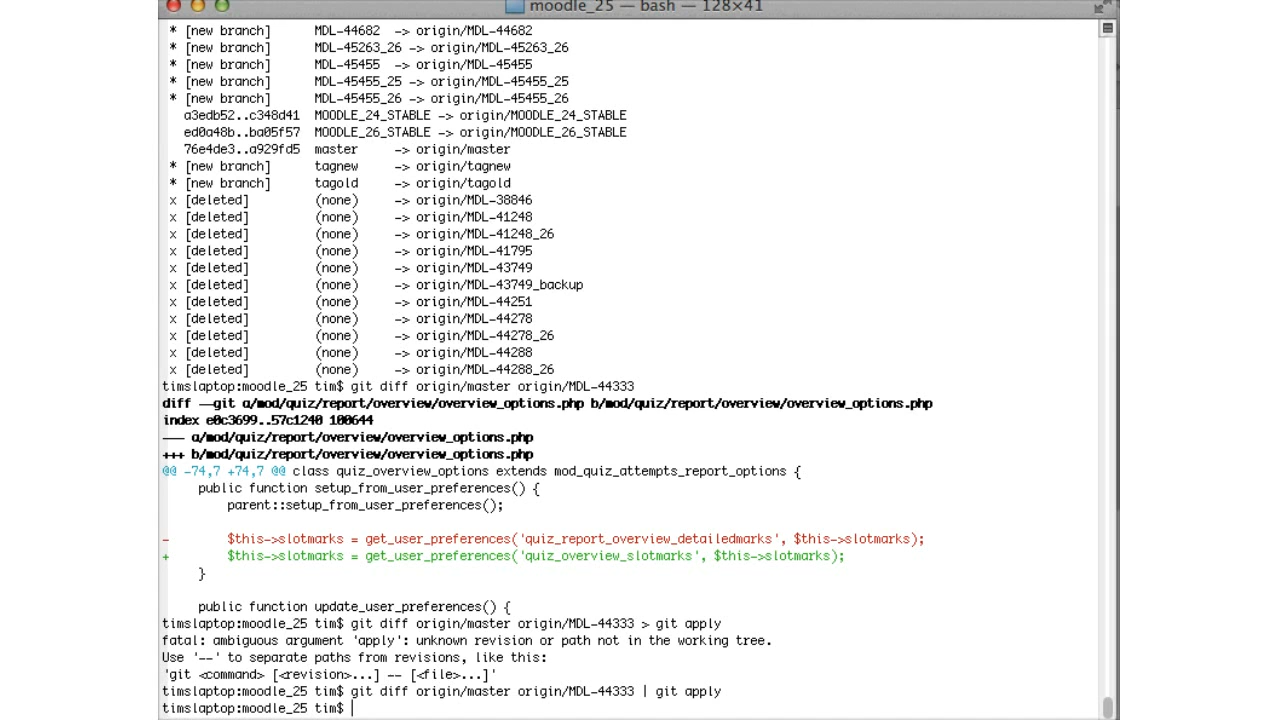 moodle_25 — bash — 128×41
* [new branch]      MDL-44682  -> origin/MDL-44682
* [new branch]      MDL-45263_26 -> origin/MDL-45263_26
* [new branch]      MDL-45455  -> origin/MDL-45455
* [new branch]      MDL-45455_25 -> origin/MDL-45455_25
* [new branch]      MDL-45455_26 -> origin/MDL-45455_26
a3edb52..c348d41  MOODLE_24_STABLE -> origin/MOODLE_24_STABLE
ed0a48b..ba05f57  MOODLE_26_STABLE -> origin/MOODLE_26_STABLE
76e4de3..a929fd5  master     -> origin/master
* [new branch]      tagnew     -> origin/tagnew
* [new branch]      tagold     -> origin/tagold
x [deleted]         (none)     -> origin/MDL-38846
x [deleted]         (none)     -> origin/MDL-41248
x [deleted]         (none)     -> origin/MDL-41248_26
x [deleted]         (none)     -> origin/MDL-41795
x [deleted]         (none)     -> origin/MDL-43749
x [deleted]         (none)     -> origin/MDL-43749_backup
x [deleted]         (none)     -> origin/MDL-44251
x [deleted]         (none)     -> origin/MDL-44278
x [deleted]         (none)     -> origin/MDL-44278_26
x [deleted]         (none)     -> origin/MDL-44288
x [deleted]         (none)     -> origin/MDL-44288_26
timslaptop:moodle_25 tim$ git diff origin/master origin/MDL-44333
diff --git a/mod/quiz/report/overview/overview_options.php b/mod/quiz/report/overview/overview_options.php
index e0c3699..57c1240 100644
--- a/mod/quiz/report/overview/overview_options.php
+++ b/mod/quiz/report/overview/overview_options.php
@@ -74,7 +74,7 @@ class quiz_overview_options extends mod_quiz_attempts_report_options {
     public function setup_from_user_preferences() {
         parent::setup_from_user_preferences();
-        $this->slotmarks = get_user_preferences('quiz_report_overview_detailedmarks', $this->slotmarks);
+        $this->slotmarks = get_user_preferences('quiz_overview_slotmarks', $this->slotmarks);
     }
     public function update_user_preferences() {
timslaptop:moodle_25 tim$ git diff origin/master origin/MDL-44333 > git apply
fatal: ambiguous argument 'apply': unknown revision or path not in the working tree.
Use '--' to separate paths from revisions, like this:
'git <command> [<revision>...] -- [<file>...]'
timslaptop:moodle_25 tim$ git diff origin/master origin/MDL-44333 | git apply
timslaptop:moodle_25 tim$